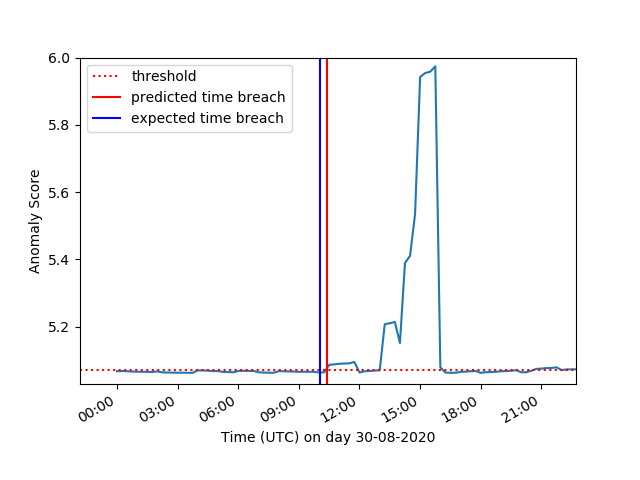 6.0
5.8
5.6
5.4
5.2
Anomaly Score
threshold
predicted time breach
expected time breach
00:00
03:00
06:00
09:00
12:00
15:00
18:00
21:00
Time (UTC) on day 30-08-2020